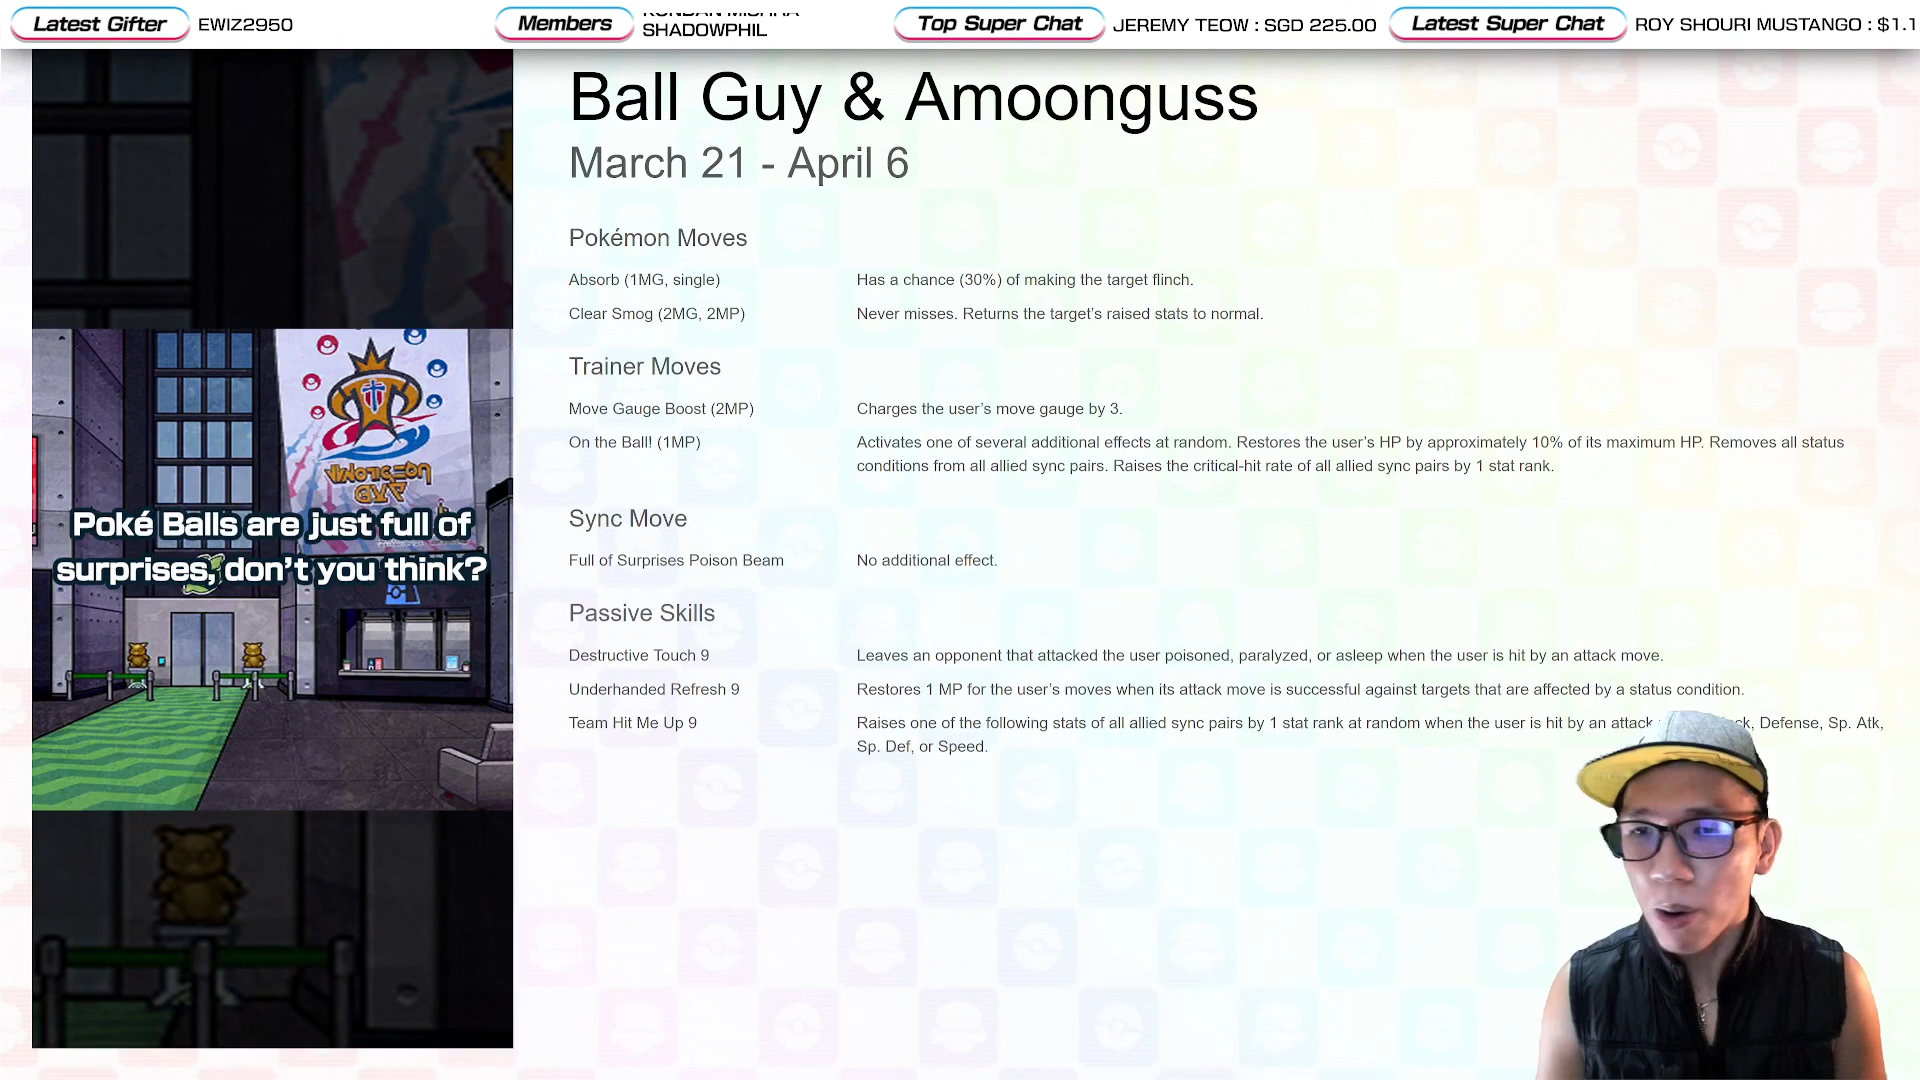 Latest Gifter EWIZ2950 Members SHADOWPHIL Top Super Chat JEREMY TEOW : SGD 225.00 Latest Super Chat ROY SHOURI MUSTANGO : $1.1
Ball Guy & Amoonguss
March 21 - April 6
Pokémon Moves
Absorb (1MG, single) Has a chance (30%) of making the target flinch.
Clear Smog (2MG, 2MP) Never misses. Returns the target's raised stats to normal.
Trainer Moves
Move Gauge Boost (2MP) Charges the user's move gauge by 3.
On the Ball! (1MP) Activates one of several additional effects at random. Restores the user's HP by approximately 10% of its maximum HP. Removes all status
conditions from all allied sync pairs. Raises the critical-hit rate of all allied sync pairs by 1 stat rank.
Sync Move
Full of Surprises Poison Beam No additional effect.
Passive Skills
Destructive Touch 9 Leaves an opponent that attacked the user poisoned, paralyzed, or asleep when the user is hit by an attack move.
Underhanded Refresh 9 Restores 1 MP for the user's moves when its attack move is successful against targets that are affected by a status condition.
Team Hit Me Up 9 Raises one of the following stats of all allied sync pairs by 1 stat rank at random when the user is hit by an attack ck, Defense, Sp. Atk,
Sp. Def, or Speed.
Poké Balls are just full of
surprises, don't you think?